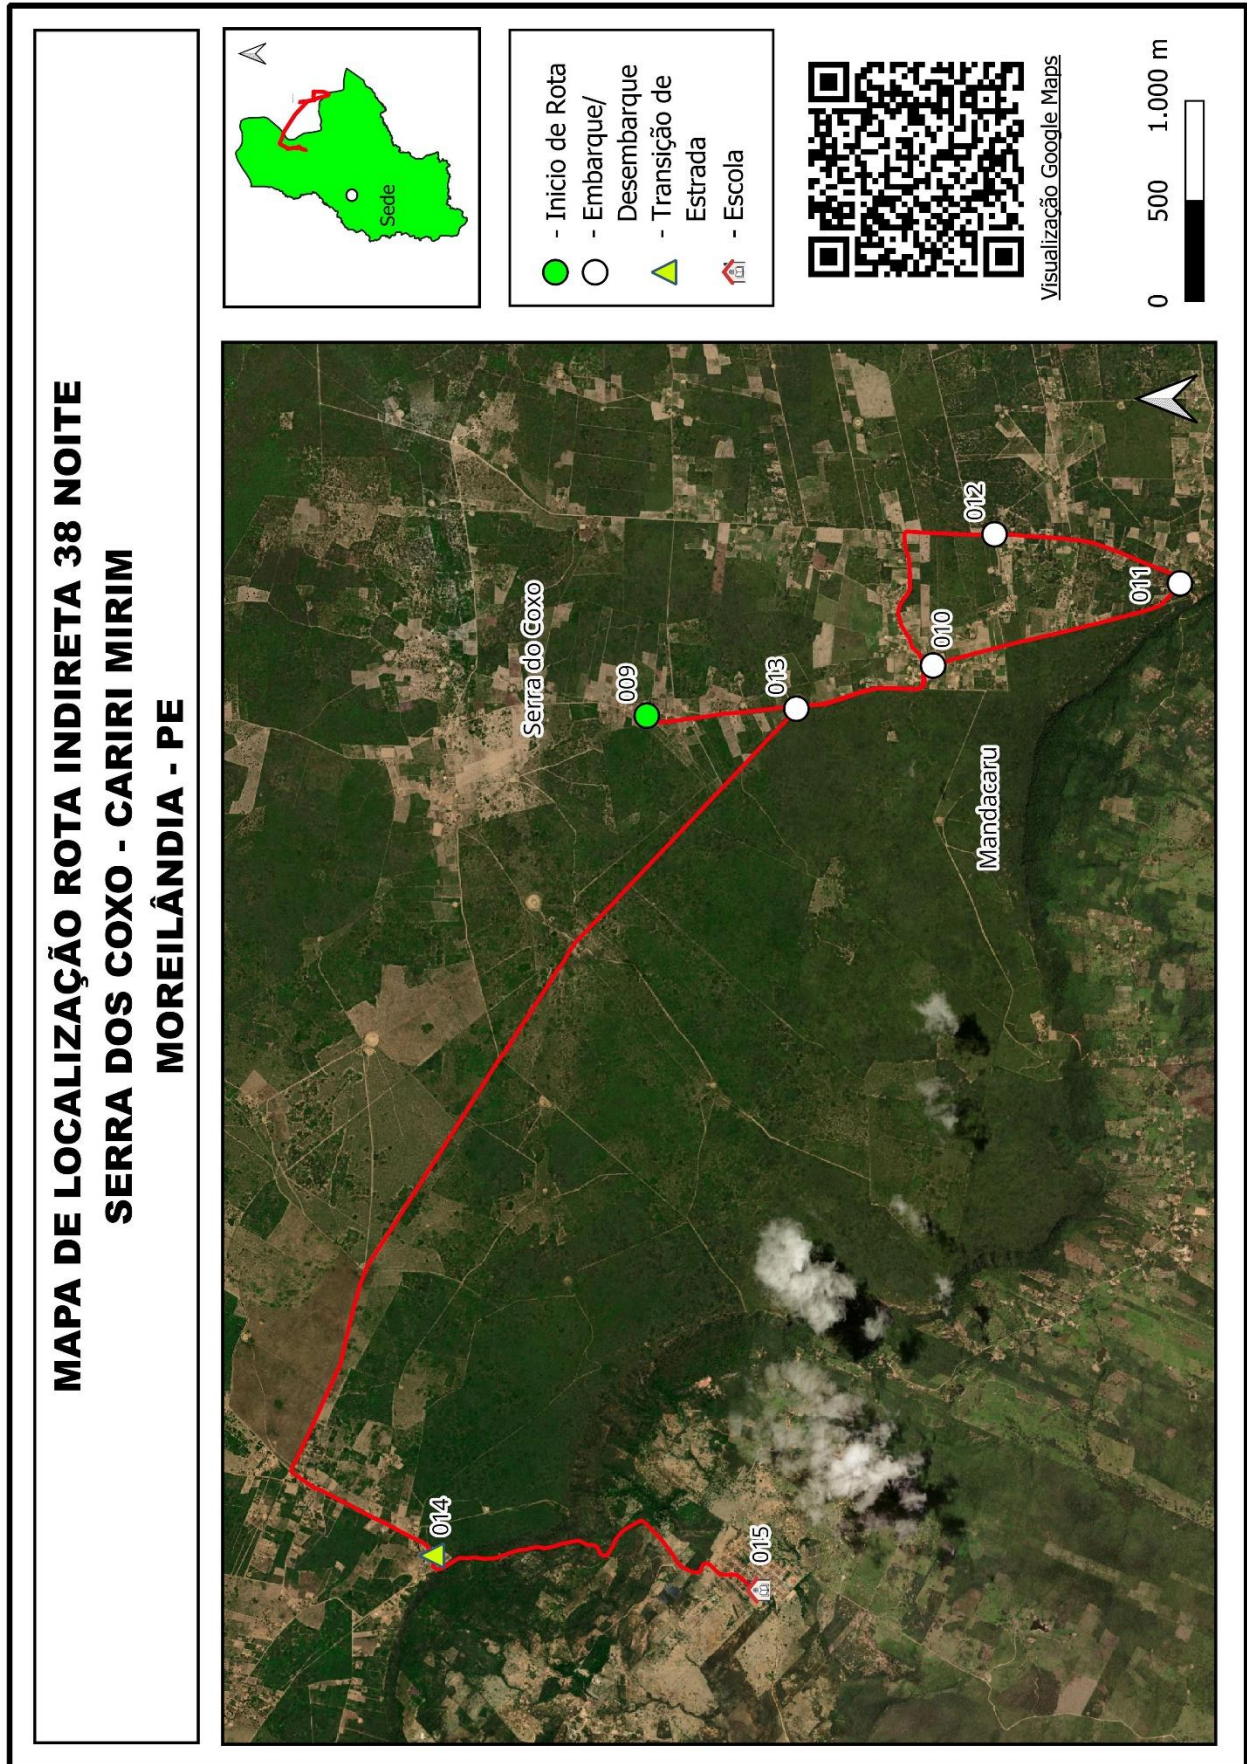 MAPA DE LOCALIZAÇÃO ROTA INDIRETA 38 NOITE
SERRA DOS COXO - CARIRI MIRIM
MOREILÂNDIA - PE
014
015
Serra do Coxo
009
013
Mandacaru
010
012
011
Sede
- Inicio de Rota
- Embarque/
Desembarque
- Transição de
Estrada
- Escola
Visualização Google Maps
0 500 1.000 m